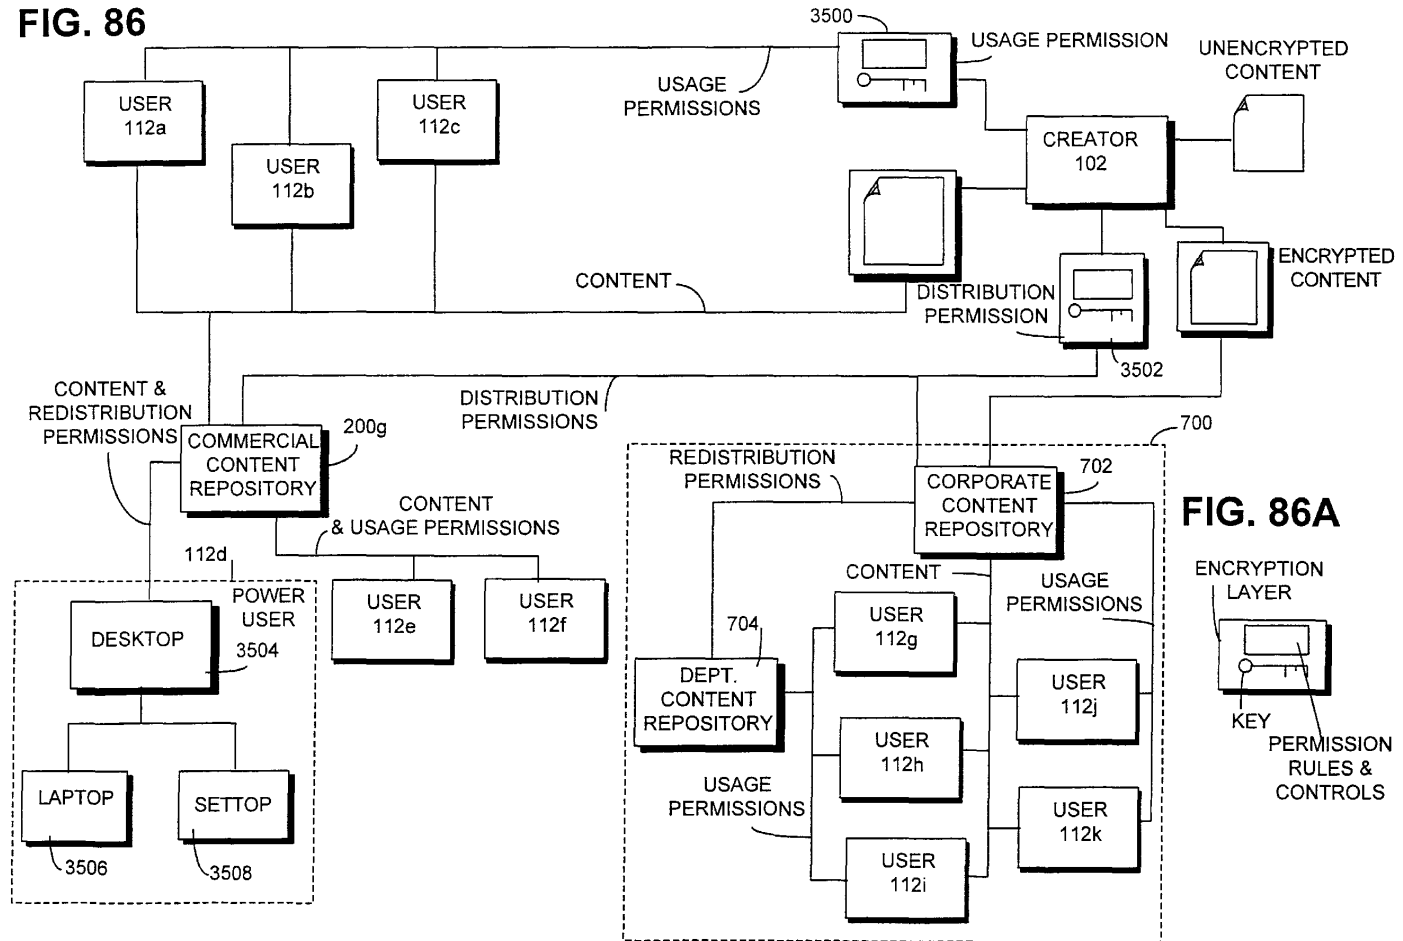 FIG. 86
3500
USAGE PERMISSION
UNENCRYPTED
CONTENT
USAGE
PERMISSIONS
USER
112a
USER
112b
USER
112c
CREATOR
102
ENCRYPTED
CONTENT
CONTENT
DISTRIBUTION
PERMISSION
3502
CONTENT &
REDISTRIBUTION
PERMISSIONS
DISTRIBUTION
PERMISSIONS
COMMERCIAL
CONTENT
REPOSITORY
200g
CONTENT
& USAGE PERMISSIONS
700
REDISTRIBUTION
PERMISSIONS
CORPORATE
CONTENT
REPOSITORY
702
FIG. 86A
112d
POWER
USER
DESKTOP
3504
USER
112e
USER
112f
CONTENT
USAGE
PERMISSIONS
ENCRYPTION
LAYER
KEY
PERMISSION
RULES &
CONTROLS
704
DEPT.
CONTENT
REPOSITORY
USER
112g
USER
112h
USER
112i
USER
112j
USER
112k
USAGE
PERMISSIONS
LAPTOP
3506
SETTOP
3508